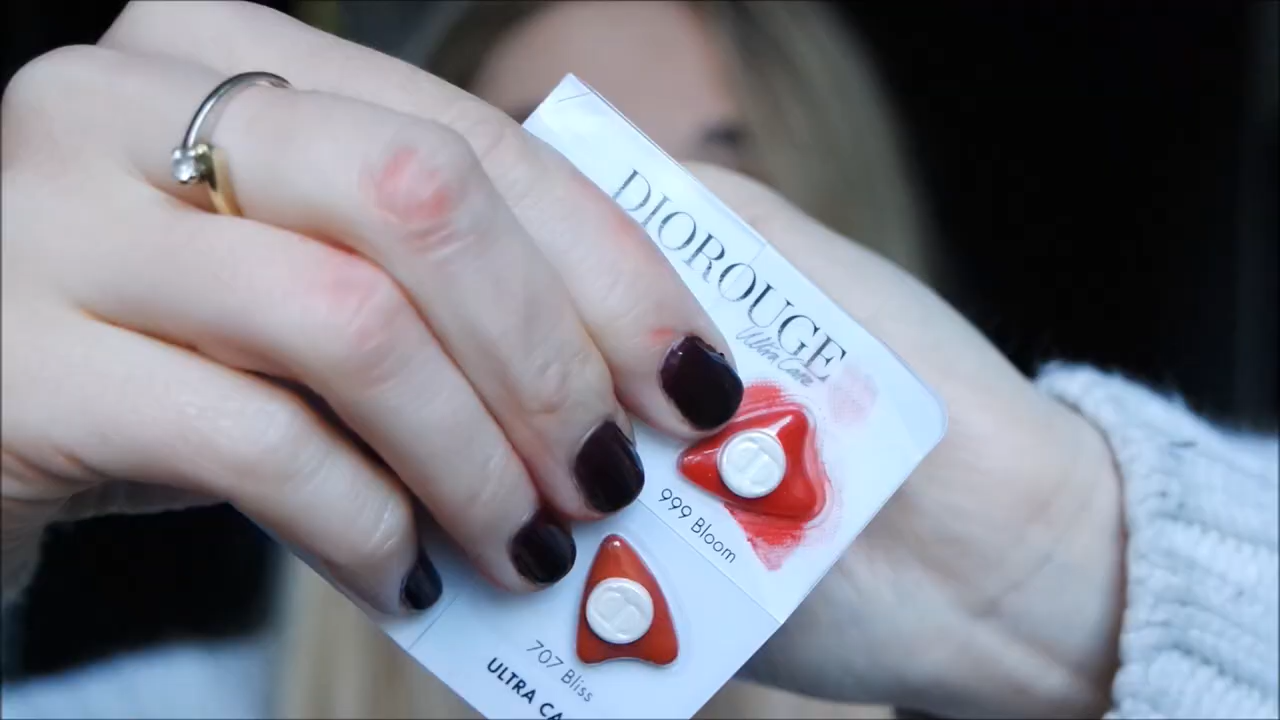 DIOROUGE
Ultra Care
999 Bloom
707 Bliss
ULTRA CA